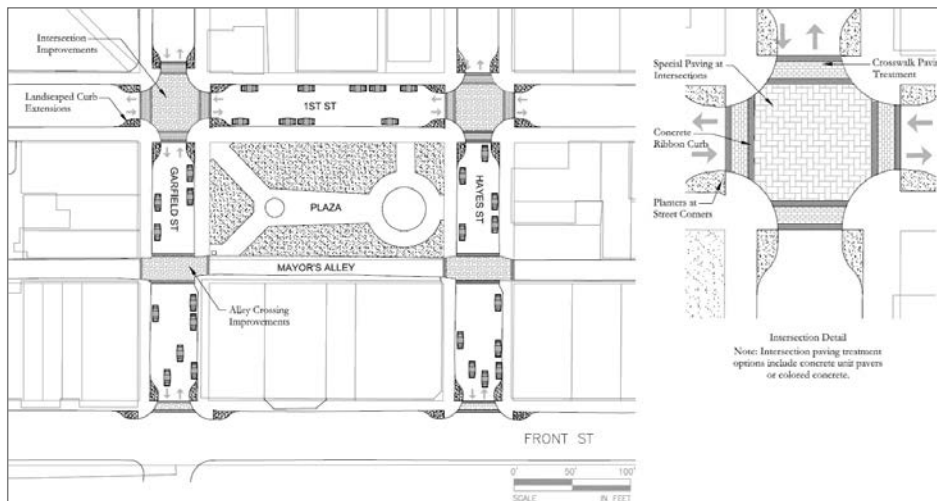 Intersection
Improvements
Landscaped Curb
Extensions
1ST ST
GARFIELD ST
HAYES ST
PLAZA
MAYOR'S ALLEY
Alley Crossing
Improvements
FRONT ST
0' 50' 100'
SCALE IN FEET
Special Paving at
Intersections
Crosswalk Pavi
Treatment
Concrete
Ribbon Curb
Planters at
Street Corners
Intersection Detail
Note: Intersection paving treatment
options include concrete unit pavers
or colored concrete.